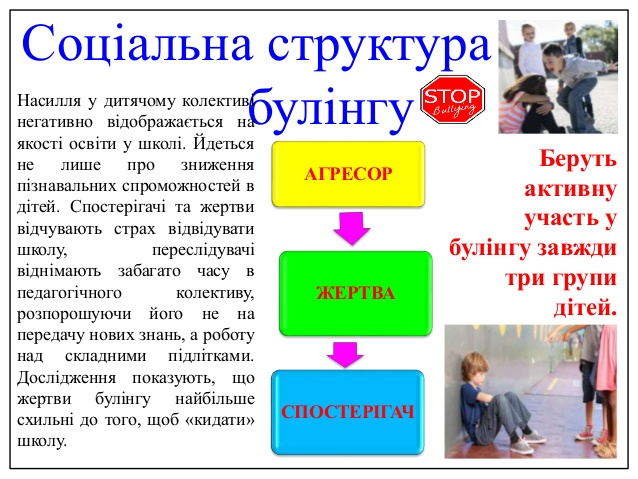 Соціальна структура
булінгу
STOP
Bullying
Насилля у дитячому колективі
негативно відображається на
якості освіти у школі. Йдеться
не лише про зниження
пізнавальних спроможностей в
дітей. Спостерігачі та жертви
відчувають страх відвідувати
школу, переслідувачі
віднімають забагато часу в
педагогічного колективу,
розпорошуючи його не на
передачу нових знань, а роботу
над складними підлітками.
Дослідження показують, що
жертви булінгу найбільше
схильні до того, щоб «кидати»
школу.
АГРЕСОР
ЖЕРТВА
СПОСТЕРІГАЧ
Беруть
активну
участь у
булінгу завжди
три групи
дітей.